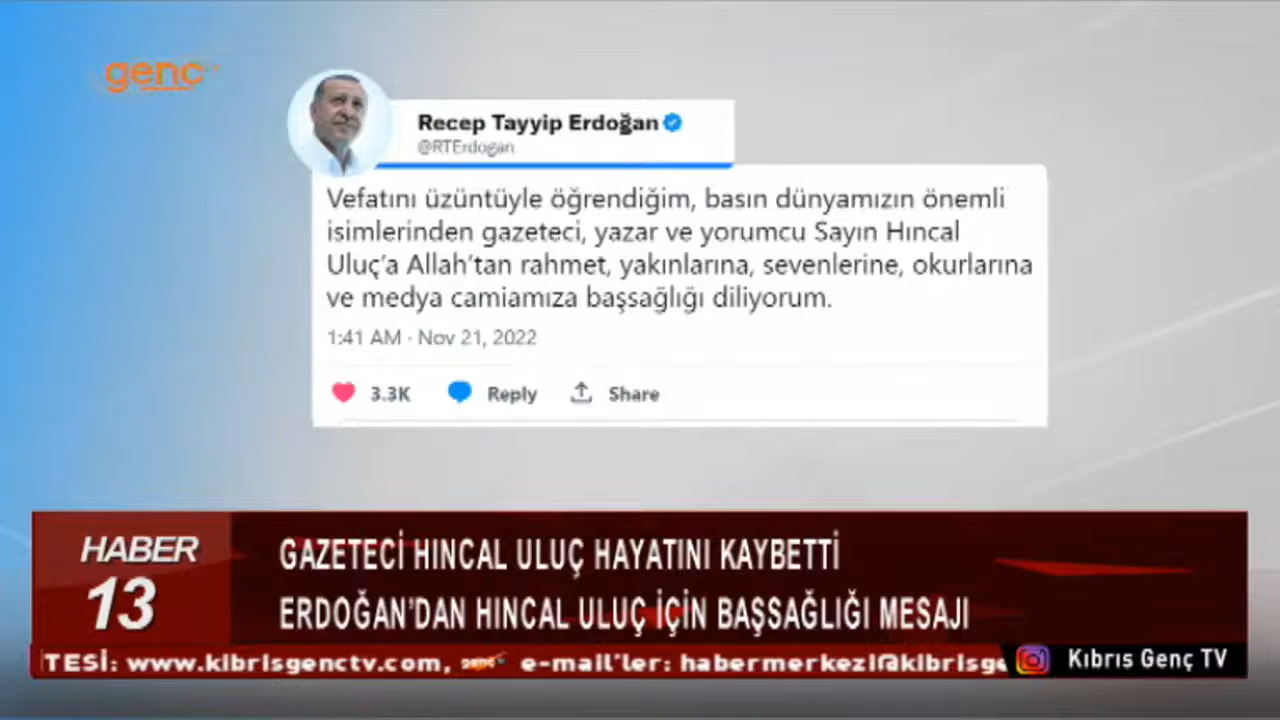 genc
Recep Tayyip Erdoğan
@RTErdogan
Vefatını üzüntüyle öğrendiğim, basın dünyamızın önemli
isimlerinden gazeteci, yazar ve yorumcu Sayın Hıncal
Uluç’a Allah’tan rahmet, yakınlarına, sevenlerine, okurlarına
ve medya camiamıza başsağlığı diliyorum.
1:41 AM · Nov 21, 2022
3.3K Reply Share
HABER
13
GAZETECİ HINCAL ULUÇ HAYATINI KAYBETTİ
ERDOĞAN’DAN HINCAL ULUÇ İÇİN BAŞSAĞLIĞI MESAJI
TESİ: www.kibrisgenctv.com, genc e-mail'ler: habermerkezi@kibrisge
Kıbrıs Genç TV